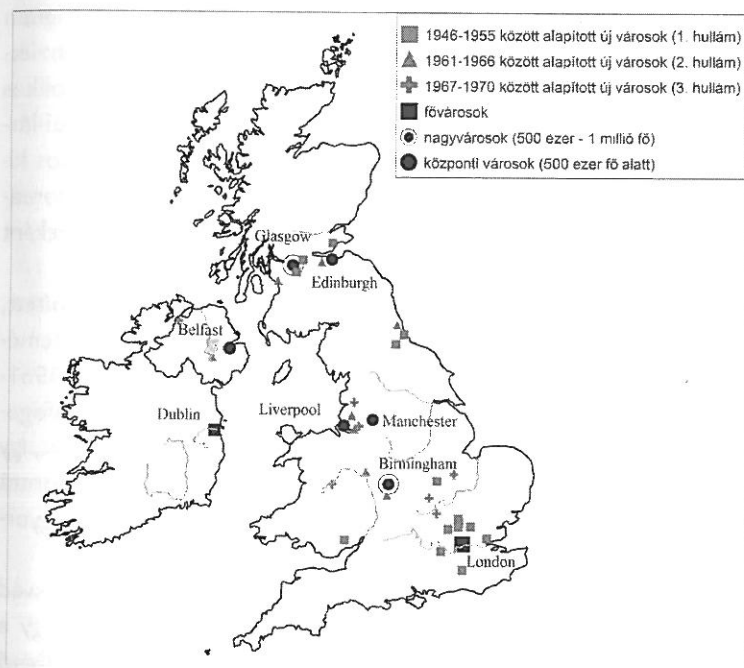 1946-1955 között alapított új városok (1. hullám)
1961-1966 között alapított új városok (2. hullám)
1967-1970 között alapított új városok (3. hullám)
fővárosok
nagyvárosok (500 ezer - 1 millió fő)
központi városok (500 ezer fő alatt)
Glasgow
Edinburgh
Belfast
Dublin
Liverpool
Manchester
Birmingham
London